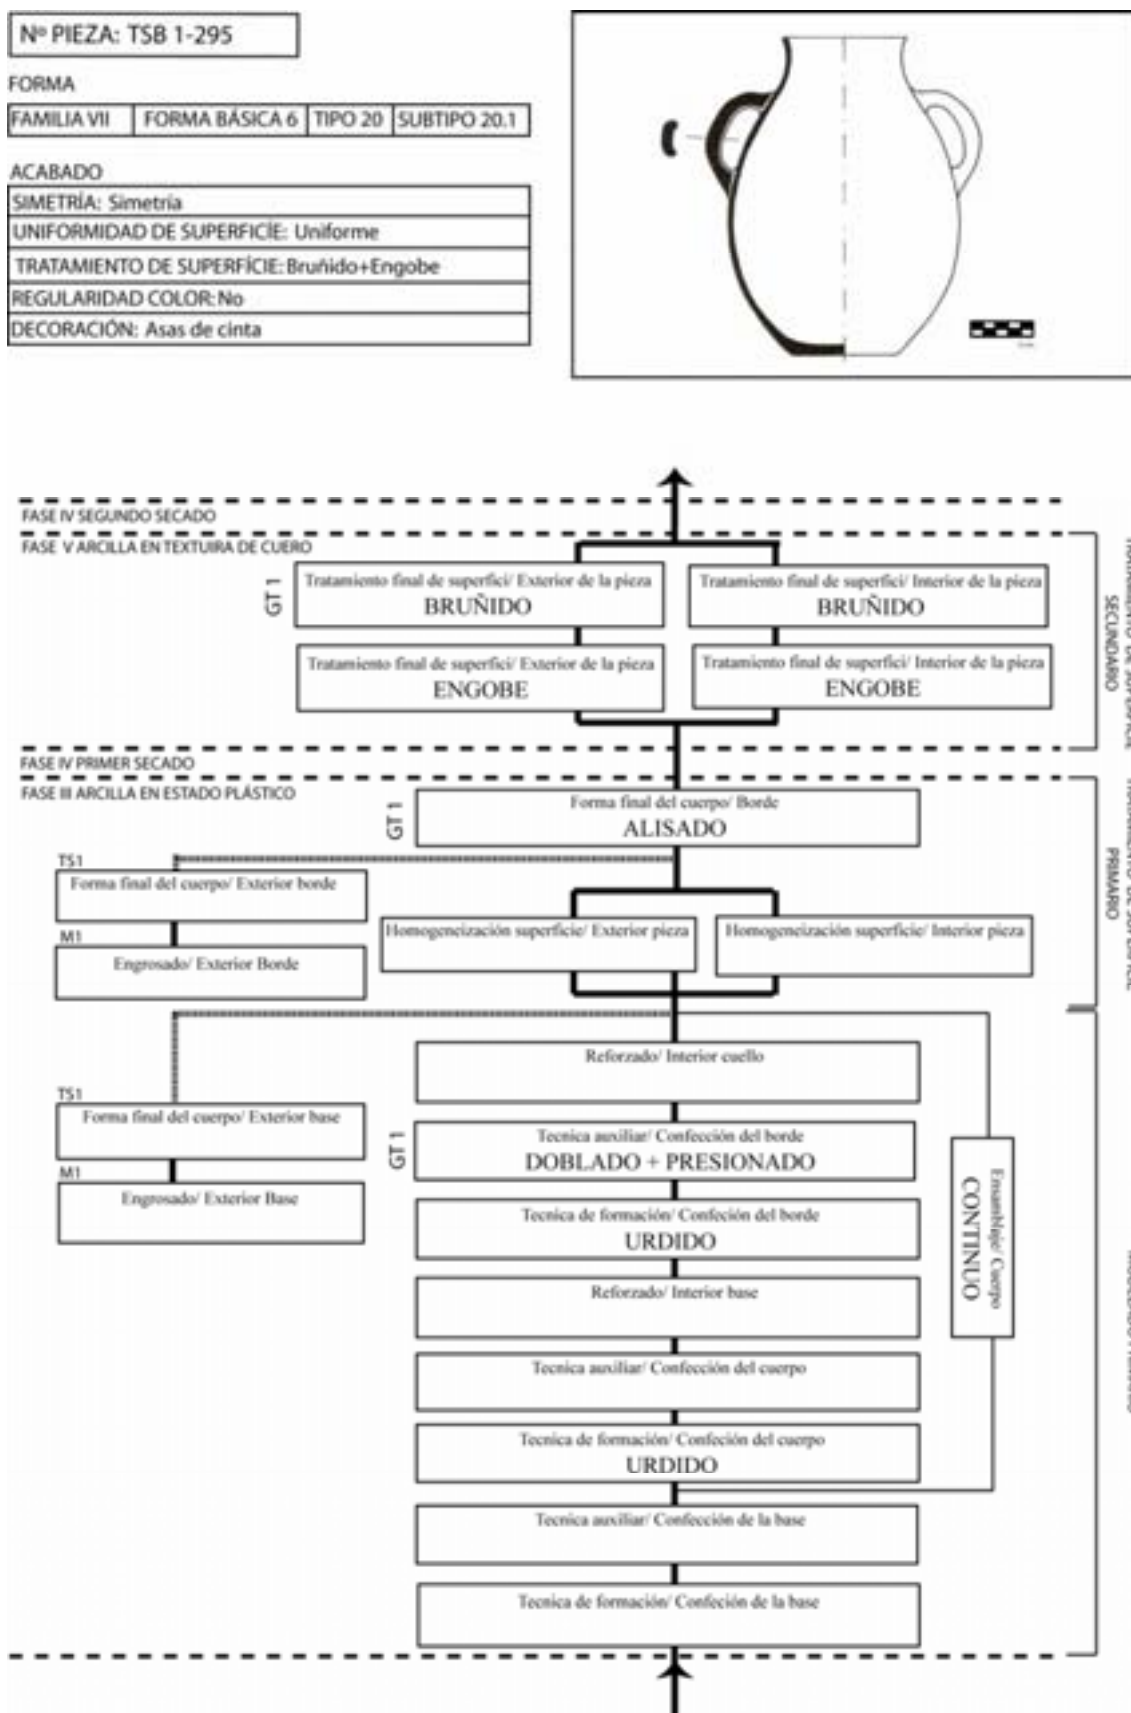 Nº PIEZA: TSB 1-295
FORMA
FAMILIA VII FORMA BÁSICA 6 TIPO 20 SUBTIPO 20.1
ACABADO
SIMETRÍA: Simetria
UNIFORMIDAD DE SUPERFICÍE: Uniforme
TRATAMIENTO DE SUPERFÍCIE: Bruñido+Engobe
REGULARIDAD COLOR: No
DECORACIÓN: Asas de cinta
FASE IV SEGUNDO SECADO
FASE V ARCILLA EN TEXTUIRA DE CUERO
GT 1
Tratamiento final de superfici/ Exterior de la pieza
BRUÑIDO
Tratamiento final de superfici/ Interior de la pieza
BRUÑIDO
Tratamiento final de superfici/ Exterior de la pieza
ENGOBE
Tratamiento final de superfici/ Interior de la pieza
ENGOBE
SECUNDARIO
FASE IV PRIMER SECADO
FASE III ARCILLA EN ESTADO PLÁSTICO
GT 1
Forma final del cuerpo/ Borde
ALISADO
TS1
Forma final del cuerpo/ Exterior borde
M1
Engrosado/ Exterior Borde
Homogeneización superficie/ Exterior pieza
Homogeneización superficie/ Interior pieza
PRIMARIO
Reforzado/ Interior cuello
TS1
Forma final del cuerpo/ Exterior base
M1
Engrosado/ Exterior Base
GT 1
Tecnica auxiliar/ Confección del borde
DOBLADO + PRESIONADO
Tecnica de formación/ Confeción del borde
URDIDO
Reforzado/ Interior base
Tecnica auxiliar/ Confección del cuerpo
Tecnica de formación/ Confeción del cuerpo
URDIDO
Ensamblaje/ Cuerpo
CONTINUO
Tecnica auxiliar/ Confección de la base
Tecnica de formación/ Confeción de la base